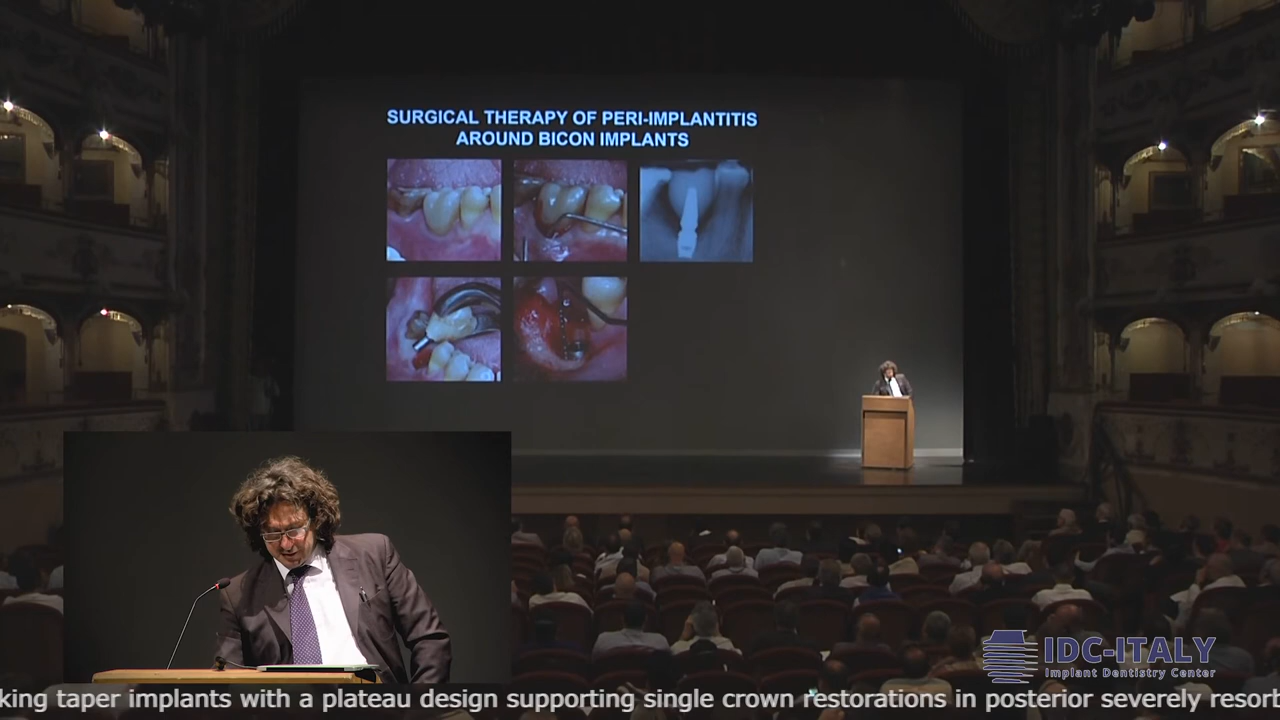 SURGICAL THERAPY OF PERI-IMPLANTITIS
AROUND BICON IMPLANTS
IDC-ITALY
Implant Dentistry Center
king taper implants with a plateau design supporting single crown restorations in posterior severely resorb